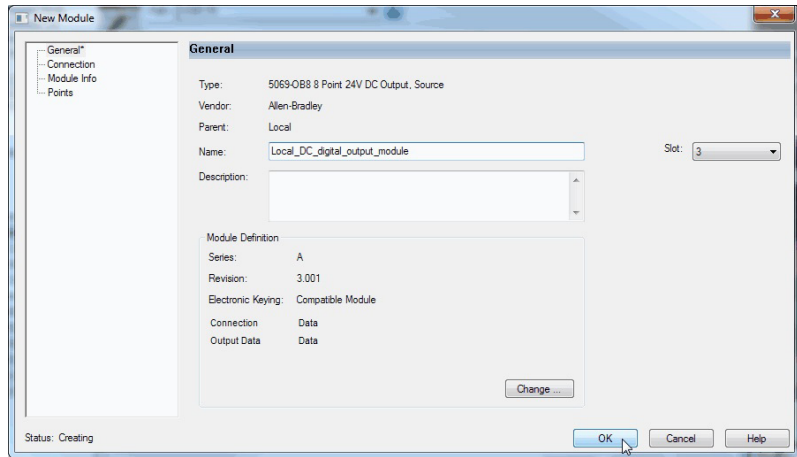 New Module
General*
Connection
Module Info
Points
General
Type: 5069-OB8 8 Point 24V DC Output, Source
Vendor: Allen-Bradley
Parent: Local
Name: Local_DC_digital_output_module
Slot: 3
Description:
Module Definition
Series: A
Revision: 3.001
Electronic Keying: Compatible Module
Connection Data
Output Data Data
Change ...
Status: Creating
OK Cancel Help